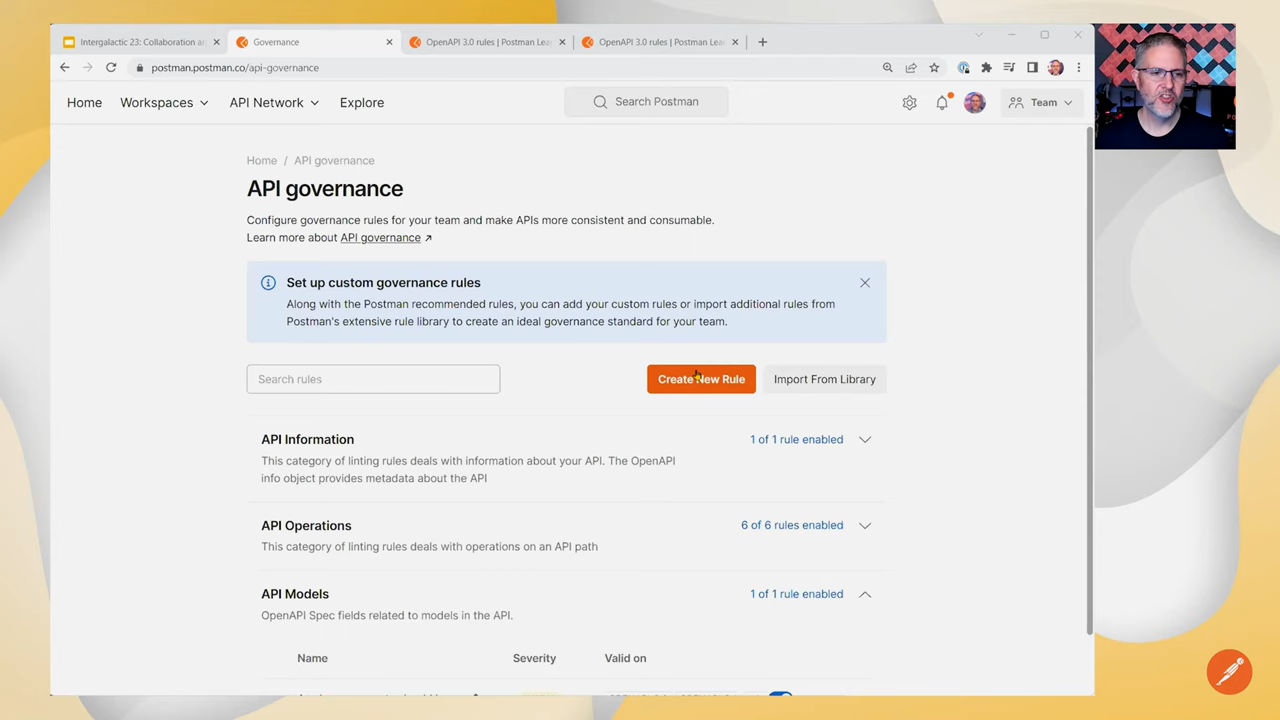 Intergalactic 23: Collaboration an
Governance
OpenAPI 3.0 rules | Postman Lea
OpenAPI 3.0 rules | Postman Lea
postman.postman.co/api-governance
Home
Workspaces
API Network
Explore
Search Postman
Team
Home / API governance
API governance
Configure governance rules for your team and make APIs more consistent and consumable.
Learn more about API governance ↗
Set up custom governance rules
Along with the Postman recommended rules, you can add your custom rules or import additional rules from
Postman's extensive rule library to create an ideal governance standard for your team.
Search rules
Create New Rule
Import From Library
API Information
1 of 1 rule enabled
This category of linting rules deals with information about your API. The OpenAPI
info object provides metadata about the API
API Operations
6 of 6 rules enabled
This category of linting rules deals with operations on an API path
API Models
1 of 1 rule enabled
OpenAPI Spec fields related to models in the API.
Name
Severity
Valid on